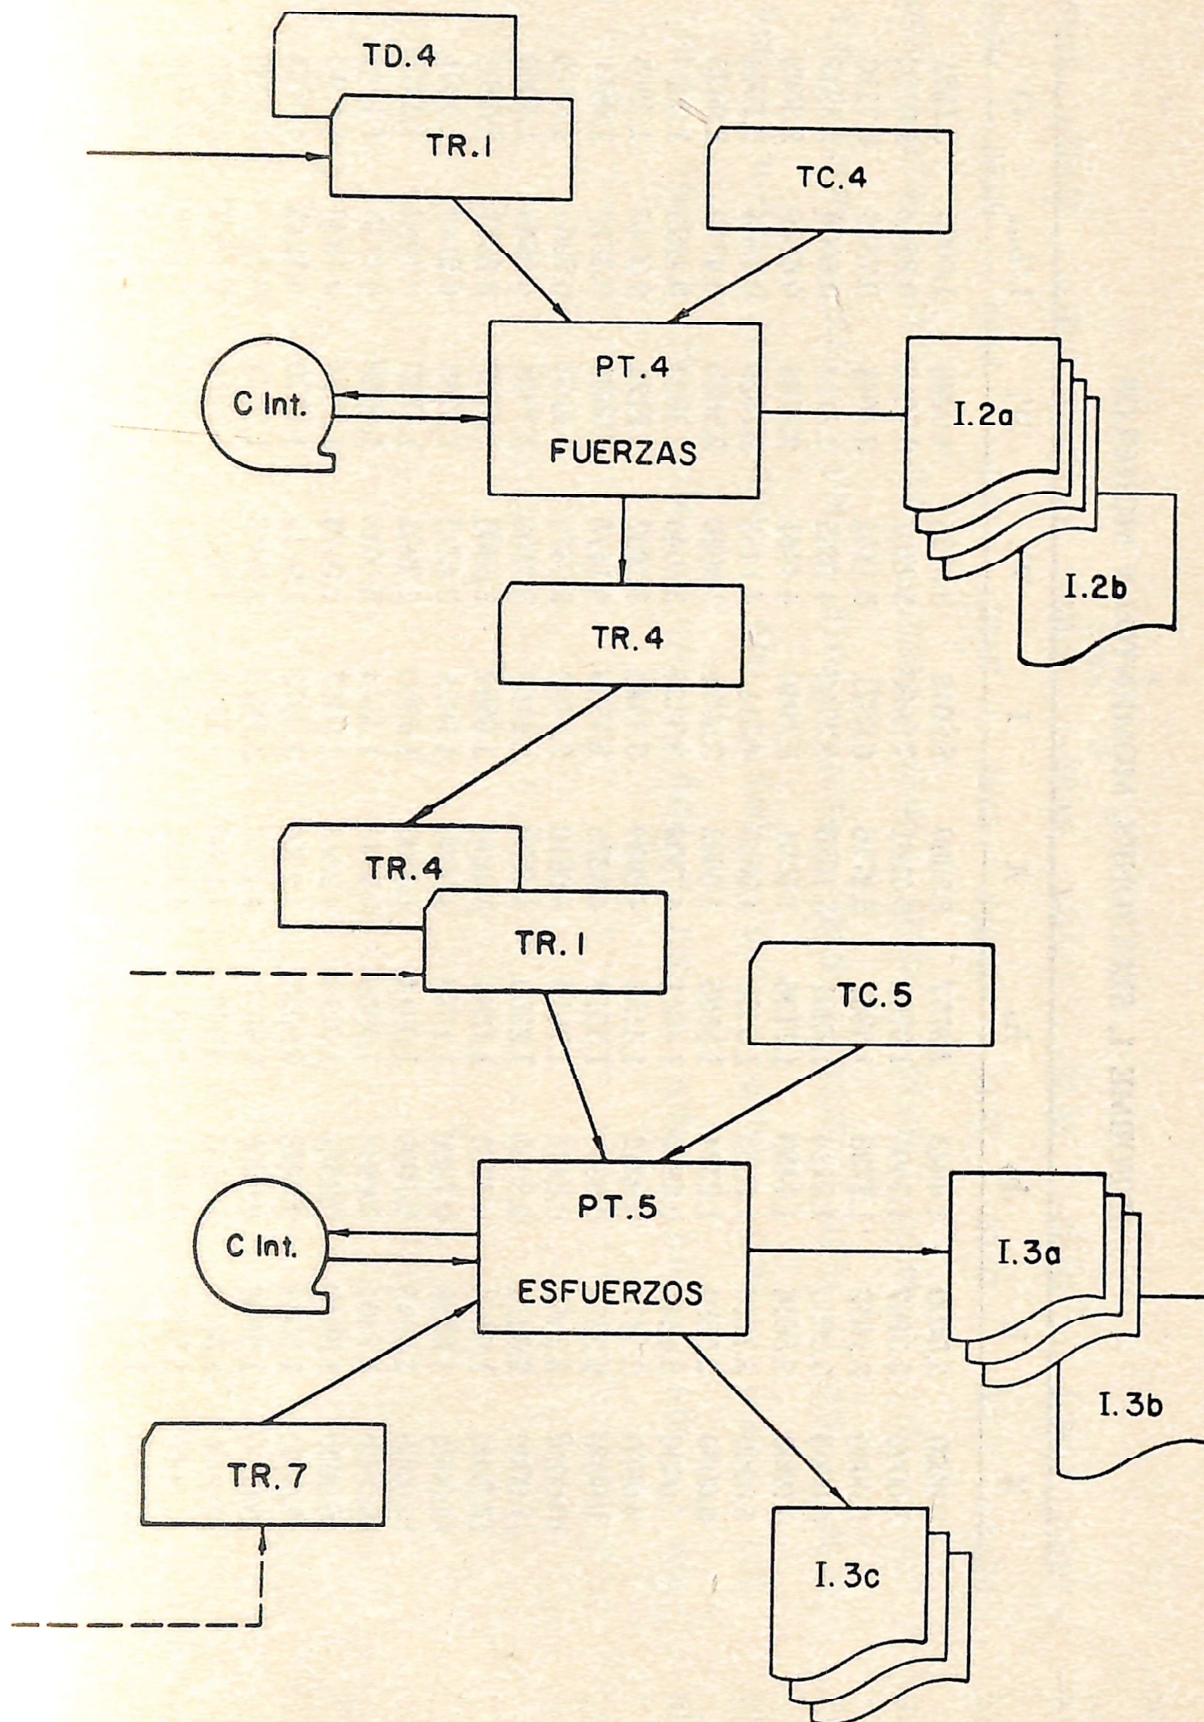 TD.4
TR.1
TC.4
C Int.
PT.4
FUERZAS
I.2a
I.2b
TR.4
TR.4
TR.1
TC.5
C Int.
PT.5
ESFUERZOS
I.3a
I.3b
TR.7
I.3c